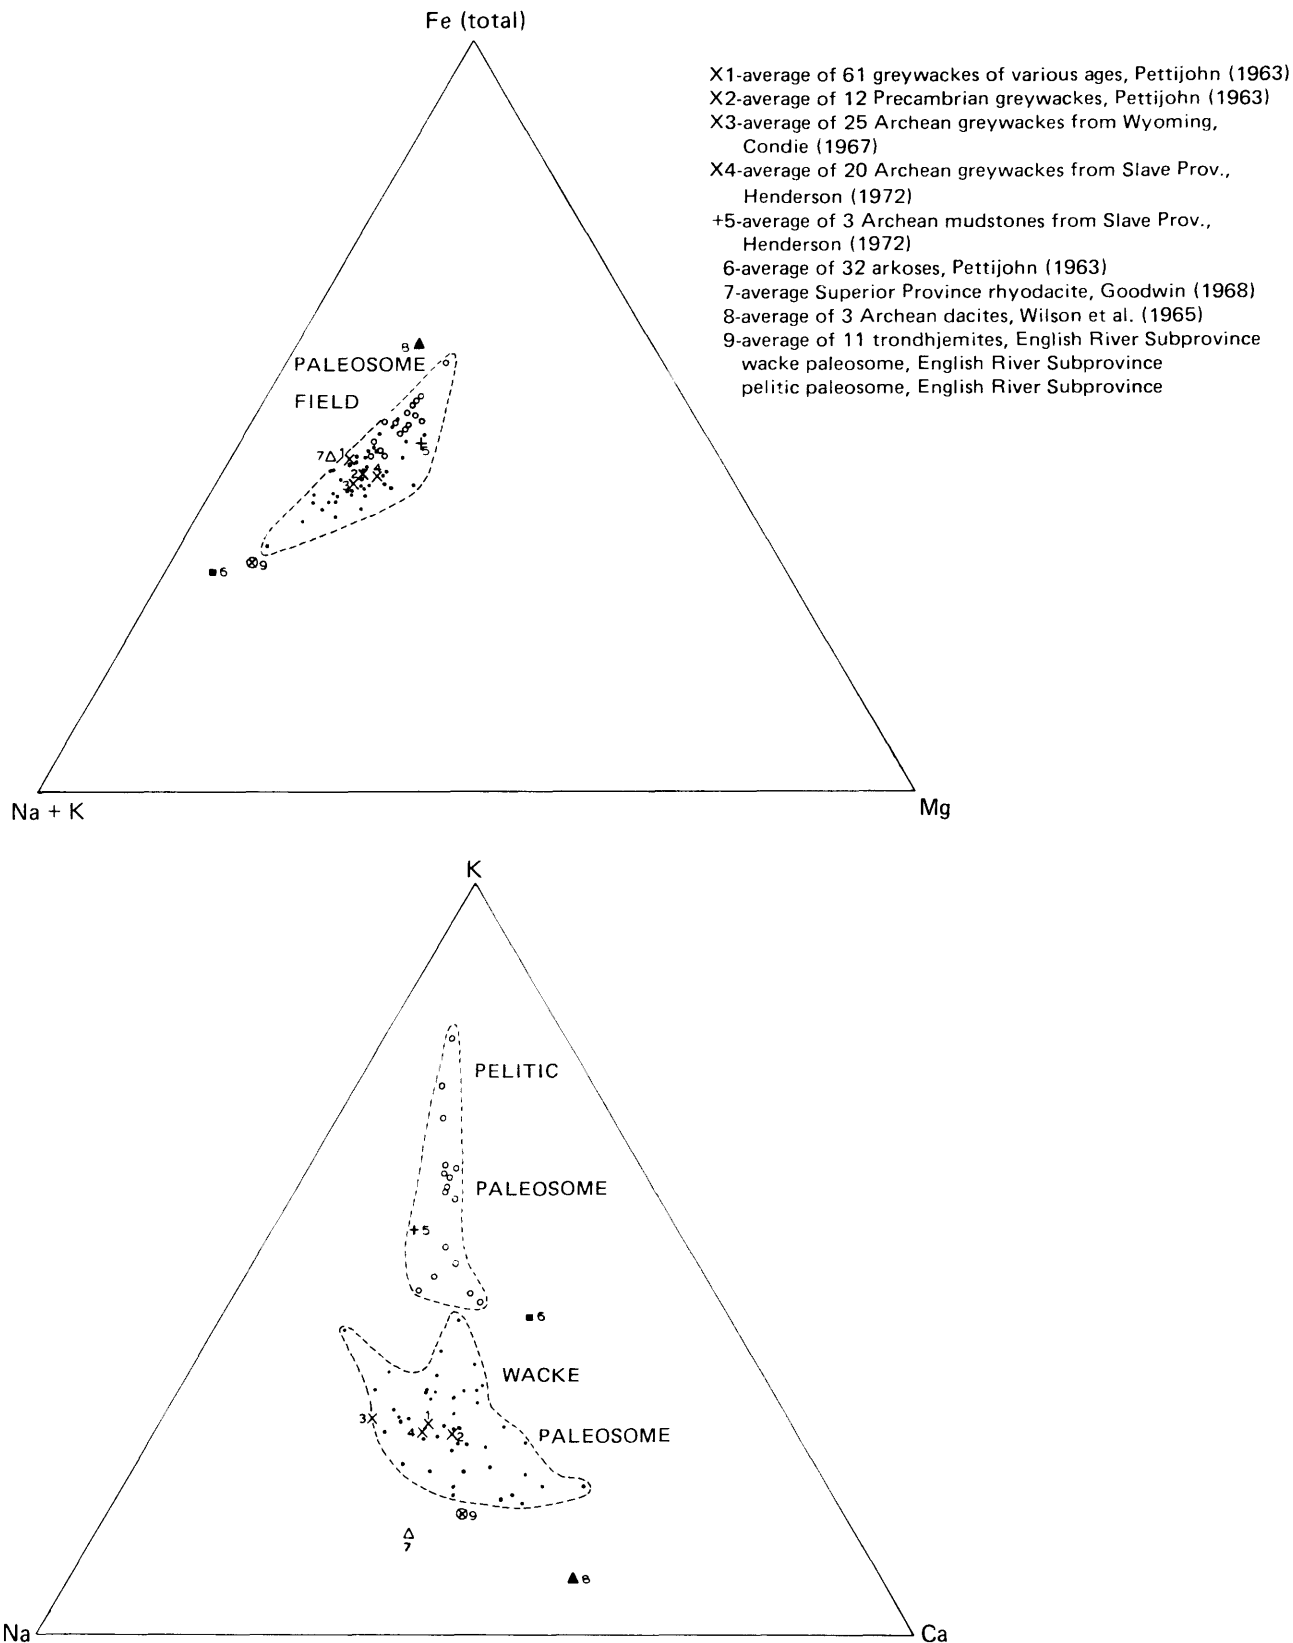 Fe (total)
X1-average of 61 greywackes of various ages, Pettijohn (1963)
X2-average of 12 Precambrian greywackes, Pettijohn (1963)
X3-average of 25 Archean greywackes from Wyoming,
Condie (1967)
X4-average of 20 Archean greywackes from Slave Prov.,
Henderson (1972)
+5-average of 3 Archean mudstones from Slave Prov.,
Henderson (1972)
6-average of 32 arkoses, Pettijohn (1963)
7-average Superior Province rhyodacite, Goodwin (1968)
8-average of 3 Archean dacites, Wilson et al. (1965)
9-average of 11 trondhjemites, English River Subprovince
wacke paleosome, English River Subprovince
pelitic paleosome, English River Subprovince
8
PALEOSOME
FIELD
5
7
1
2
4
3
9
6
Na + K
Mg
K
PELITIC
PALEOSOME
5
6
WACKE
3
1
4
2
PALEOSOME
9
7
8
Na
Ca